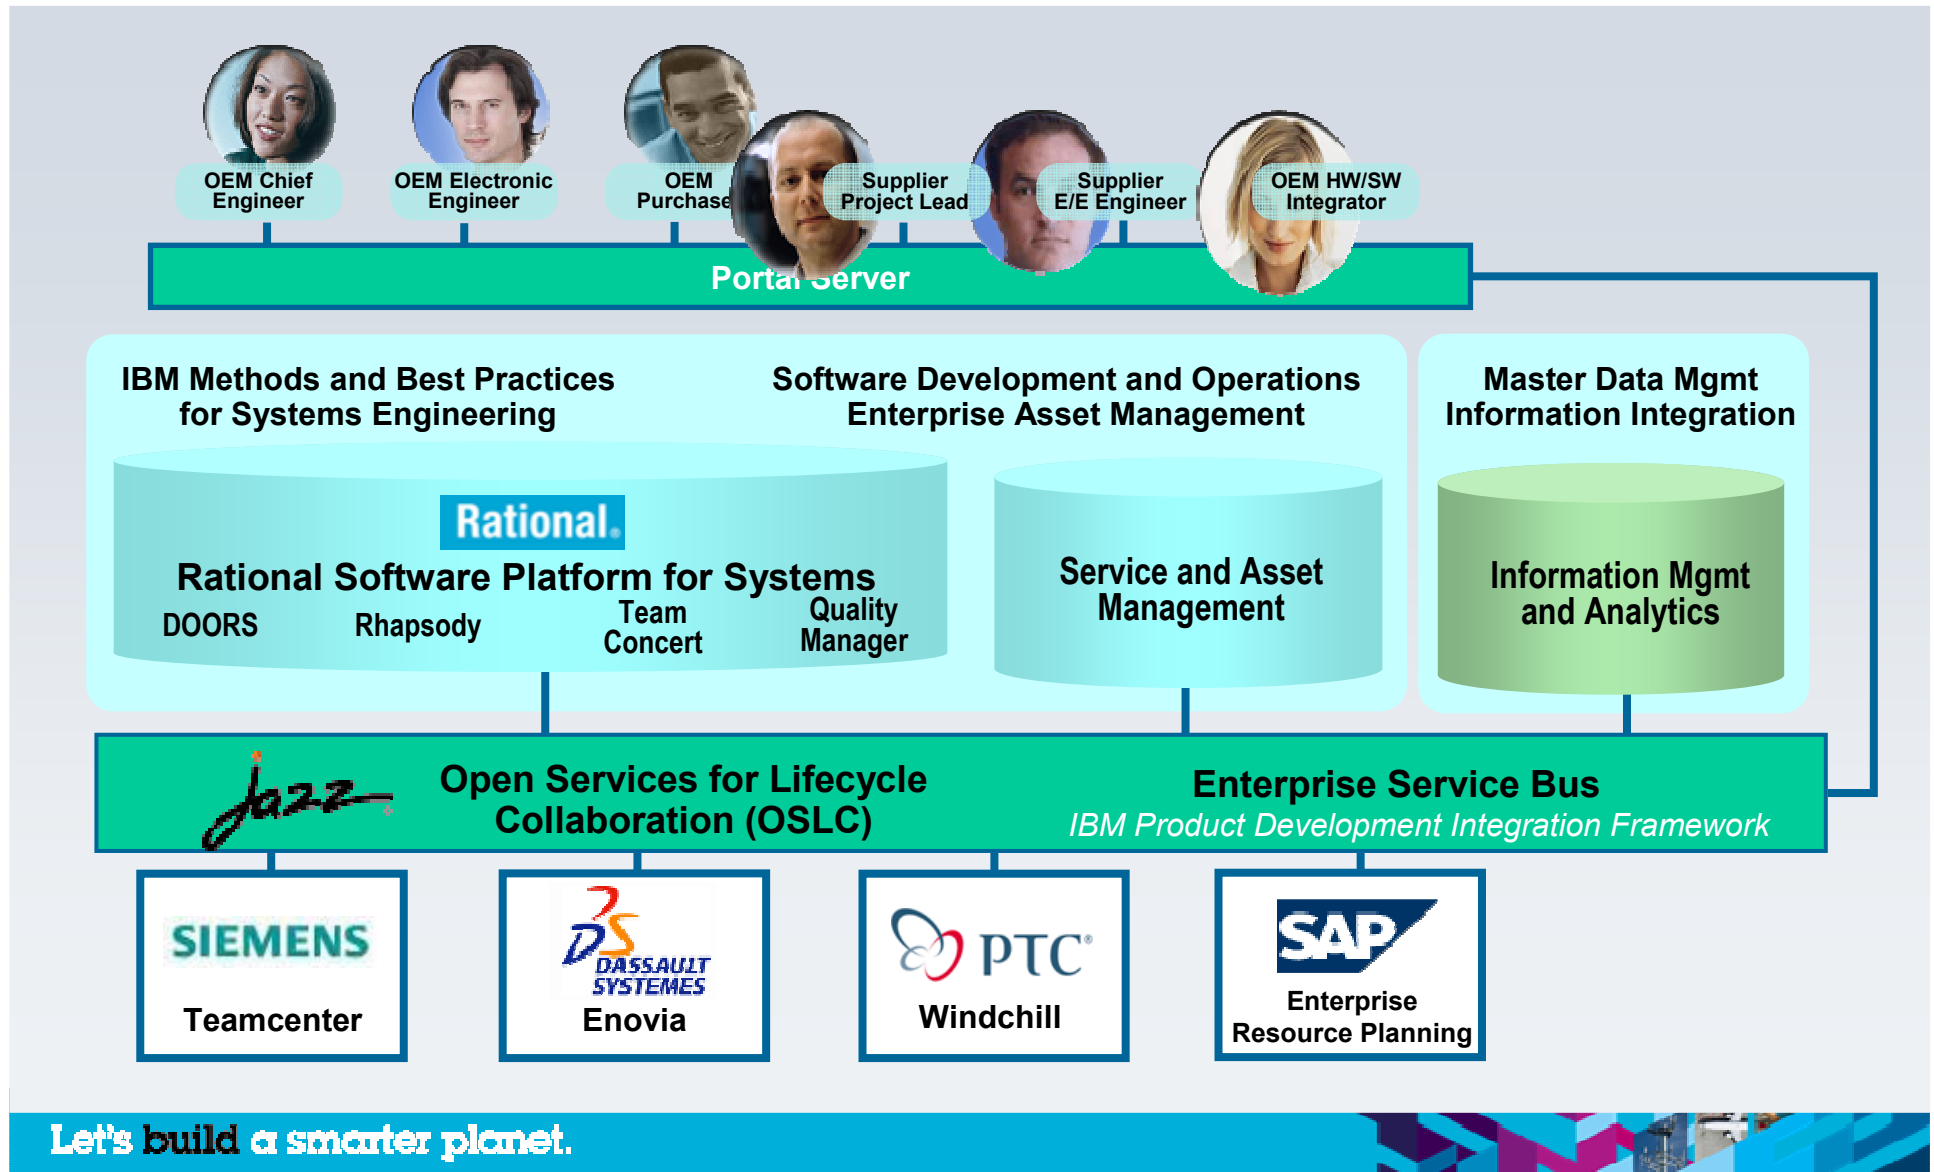 OEM Chief
Engineer
OEM Electronic
Engineer
OEM
Purchase
Supplier
Project Lead
Supplier
E/E Engineer
OEM HW/SW
Integrator
Portal Server
IBM Methods and Best Practices
for Systems Engineering
Software Development and Operations
Enterprise Asset Management
Master Data Mgmt
Information Integration
Rational®
Rational Software Platform for Systems
DOORS
Rhapsody
Team
Concert
Quality
Manager
Service and Asset
Management
Information Mgmt
and Analytics
jazz
Open Services for Lifecycle
Collaboration (OSLC)
Enterprise Service Bus
IBM Product Development Integration Framework
SIEMENS
Teamcenter
DS
DASSAULT
SYSTEMES
Enovia
PTC®
Windchill
SAP
Enterprise
Resource Planning
Let's build a smarter planet.